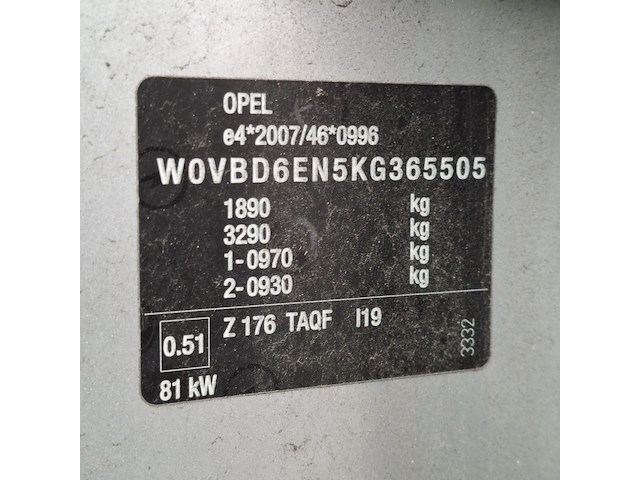 OPEL
e4*2007/46*0996
W0VBD6EN5KG365505
1890 kg
3290 kg
1-0970 kg
2-0930 kg
0.51 Z 176 TAQF I19
81 kW
3332